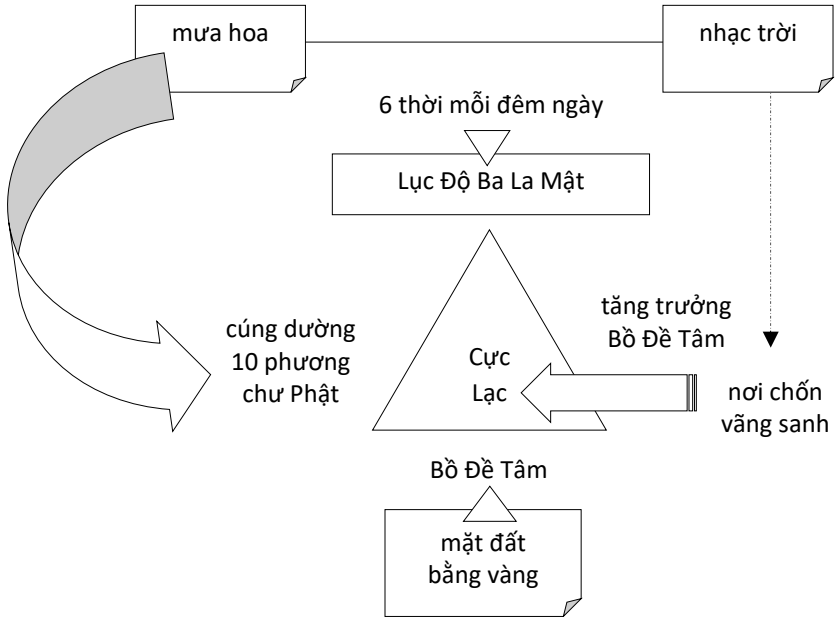 mưa hoa
nhạc trời
6 thời mỗi đêm ngày
Lục Độ Ba La Mật
cúng dường
10 phương
chư Phật
Cực
Lạc
tăng trưởng
Bồ Đề Tâm
nơi chốn
vãng sanh
Bồ Đề Tâm
mặt đất
bằng vàng